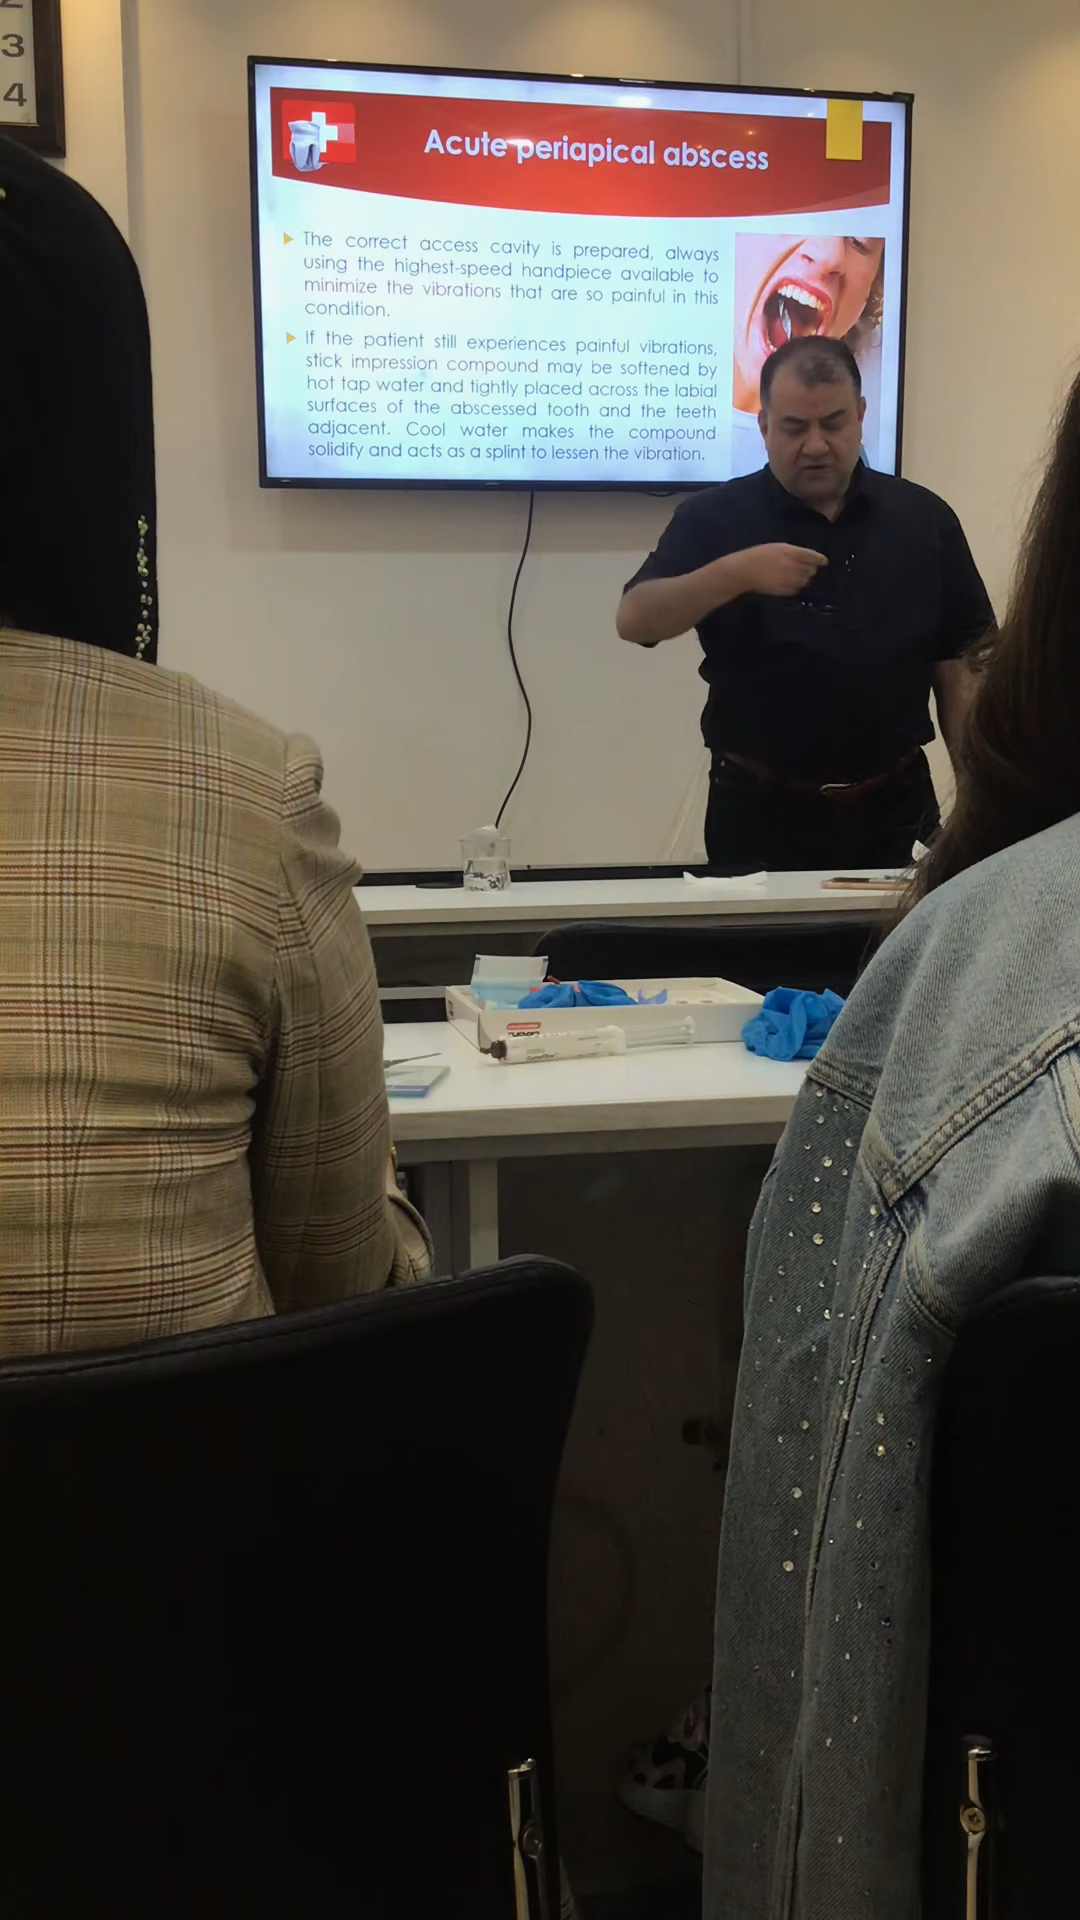 3
4
Acute periapical abscess
The correct access cavity is prepared, always
using the highest-speed handpiece available to
minimize the vibrations that are so painful in this
condition.
If the patient still experiences painful vibrations,
stick impression compound may be softened by
hot tap water and tightly placed across the labial
surfaces of the abscessed tooth and the teeth
adjacent. Cool water makes the compound
solidify and acts as a splint to lessen the vibration.